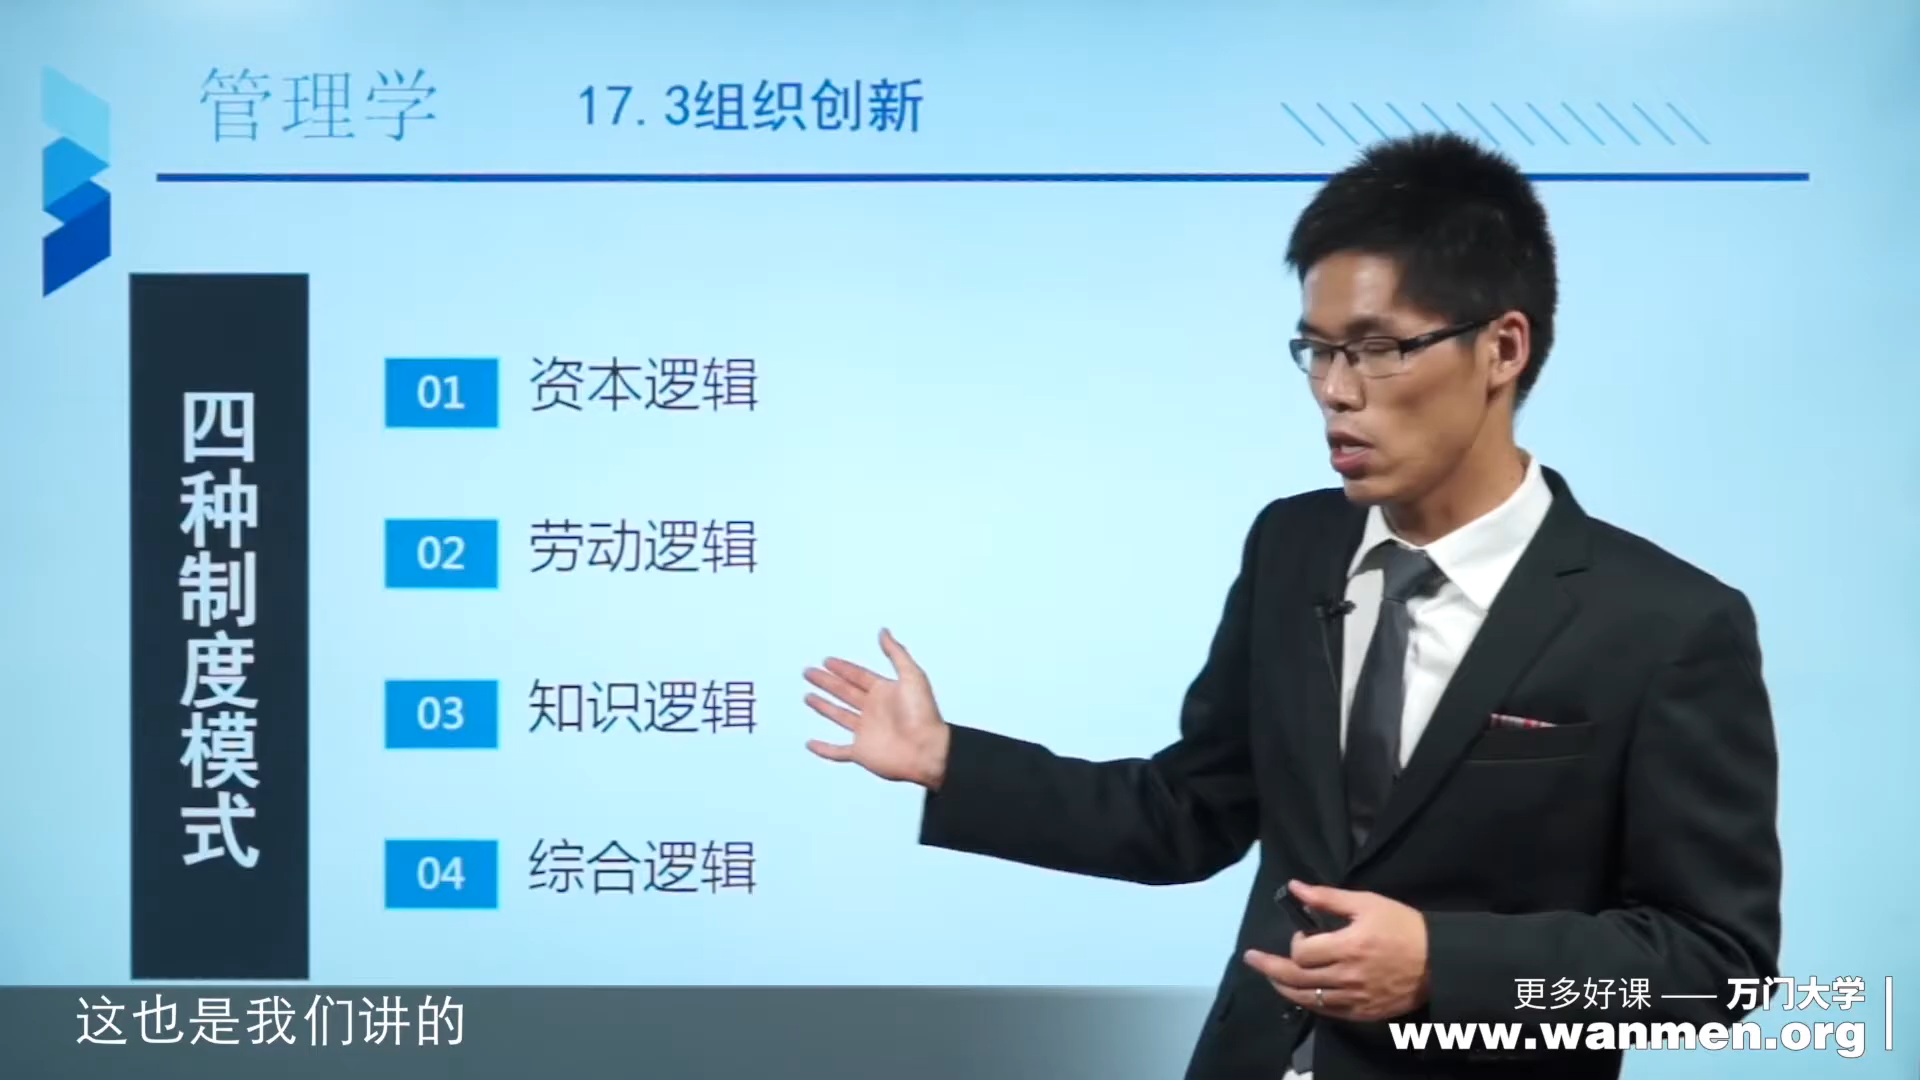 管理学
17.3组织创新
四种制度模式
01 资本逻辑
02 劳动逻辑
03 知识逻辑
04 综合逻辑
这也是我们讲的
更多好课 —— 万门大学
www.wanmen.org